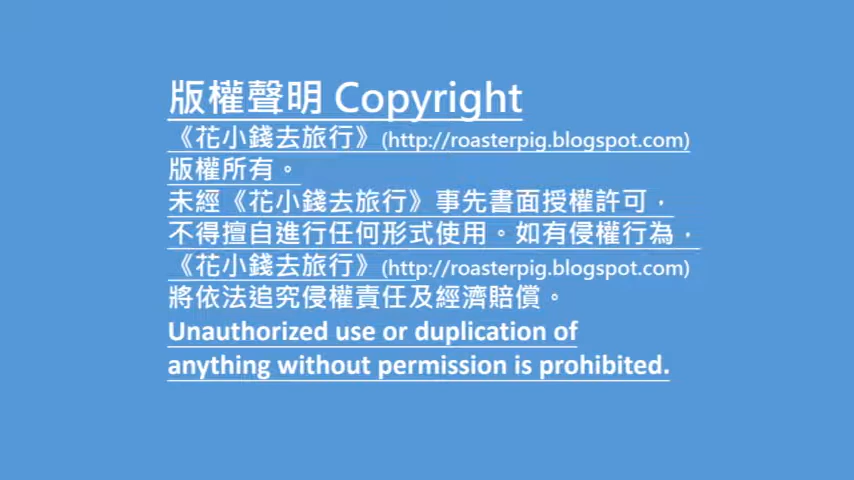 版權聲明 Copyright
《花小錢去旅行》(http://roasterpig.blogspot.com)
版權所有。
未經《花小錢去旅行》事先書面授權許可，
不得擅自進行任何形式使用。如有侵權行為，
《花小錢去旅行》(http://roasterpig.blogspot.com)
將依法追究侵權責任及經濟賠償。
Unauthorized use or duplication of
anything without permission is prohibited.